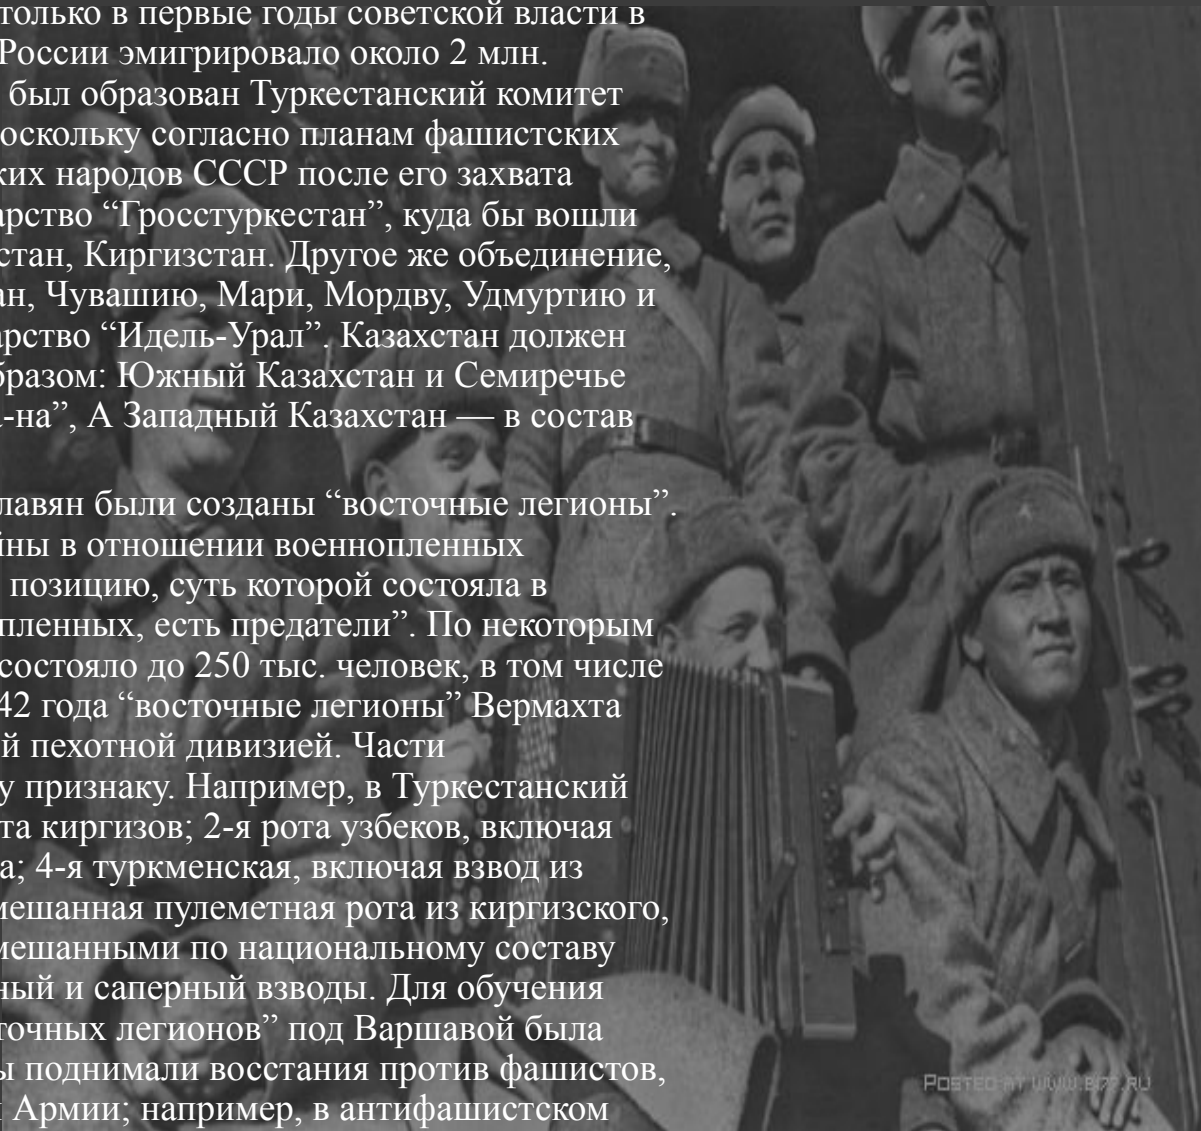 только в первые годы советской власти в
России эмигрировало около 2 млн.
был образован Туркестанский комитет
оскольку согласно планам фашистских
ких народов СССР после его захвата
арство “Гросстуркестан”, куда бы вошли
стан, Киргизстан. Другое же объединение,
ан, Чувашию, Мари, Мордву, Удмуртию и
арство “Идель-Урал”. Казахстан должен
бразом: Южный Казахстан и Семиречье
-на”, А Западный Казахстан — в состав
лавян были созданы “восточные легионы”.
йны в отношении военнопленных
позицию, суть которой состояла в
пленных, есть предатели”. По некоторым
состояло до 250 тыс. человек, в том числе
42 года “восточные легионы” Вермахта
й пехотной дивизией. Части
у признаку. Например, в Туркестанский
та киргизов; 2-я рота узбеков, включая
а; 4-я туркменская, включая взвод из
мешанная пулеметная рота из киргизского,
мешанными по национальному составу
ный и саперный взводы. Для обучения
точных легионов” под Варшавой была
ы поднимали восстания против фашистов,
Армии; например, в антифашистском
POSTED AT